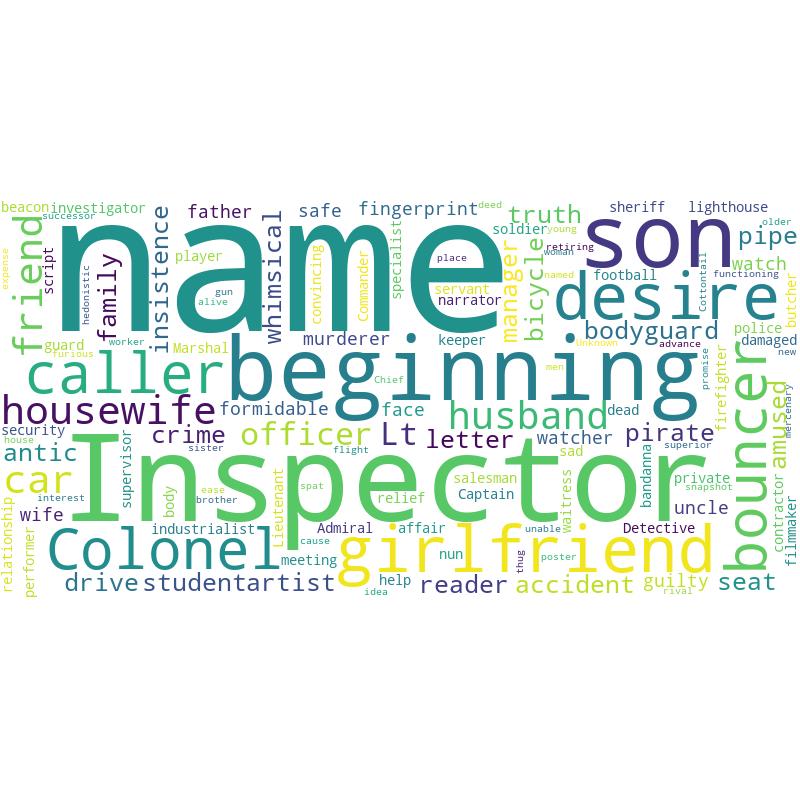 beacon
investigator
successor
father
safe
fingerprint
deed
sheriff
lighthouse
older
expense
friend
script
hedonistic
family
name
insistence
player
whimsical
gun
alive
convincing
Commander
specialist
place
soldier
truth
young
retiring
woman
son
pipe
servant
narrator
manager
bicycle
named
football
desire
Cottontail
watch
functioning
butcher
guard
furious
worker
Marshal
murderer
keeper
unknown
bodyguard
advance
police
damaged
new
caller
beginning
Chief
men
promise
firefighter
bouncer
housewife
formidable
face
husband
dead
mercenary
amused
security
house
antic
crime
sister
officer
flight
Lt
letter
watcher
sad
pirate
superior
supervisor
Inspector
car
interest
wife
relationship
performer
body
ease
brother
spat
relief
salesman
Captain
waitress
bandanna
private
snapshot
uncle
contractor
filmmaker
industrialist
Lieutenant
Admiral
cause
affair
unable
Detective
Colonel
meeting
girlfriend
nun
thug
poster
drive
student
artist
help
idea
reader
accident
guilty
rival
seat